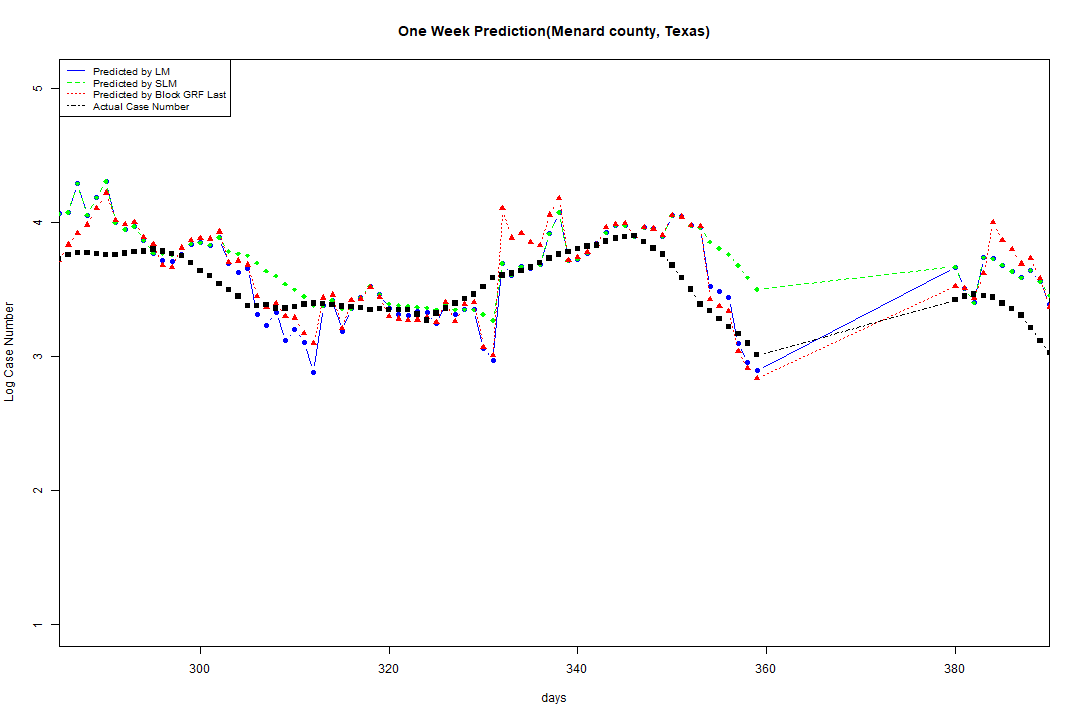 One Week Prediction(Menard county, Texas)
Predicted by LM
Predicted by SLM
Predicted by Block GRF Last
Actual Case Number
5
4
3
2
1
Log Case Number
300
320
340
360
380
days